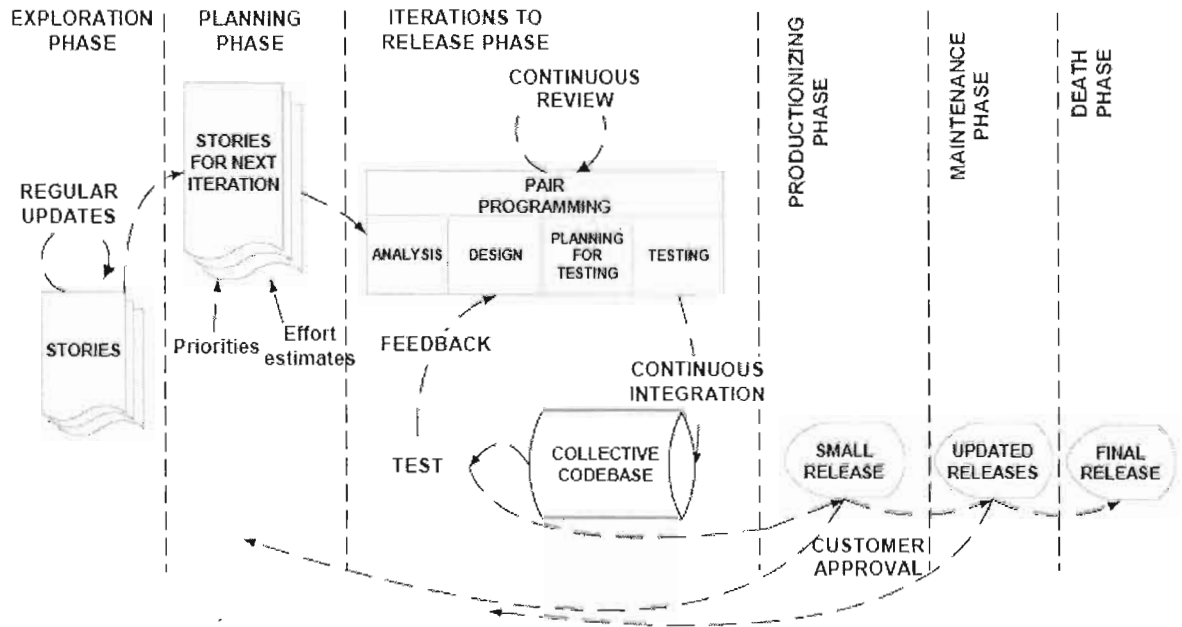 EXPLORATION
PHASE
PLANNING
PHASE
ITERATIONS TO
RELEASE PHASE
PRODUCTIONIZING
PHASE
MAINTENANCE
PHASE
DEATH
PHASE
CONTINUOUS
REVIEW
REGULAR
UPDATES
STORIES
STORIES
FOR NEXT
ITERATION
Priorities
Effort
estimates
PAIR
PROGRAMMING
ANALYSIS
DESIGN
PLANNING
FOR
TESTING
TESTING
FEEDBACK
CONTINUOUS
INTEGRATION
TEST
COLLECTIVE
CODEBASE
SMALL
RELEASE
UPDATED
RELEASES
FINAL
RELEASE
CUSTOMER
APPROVAL